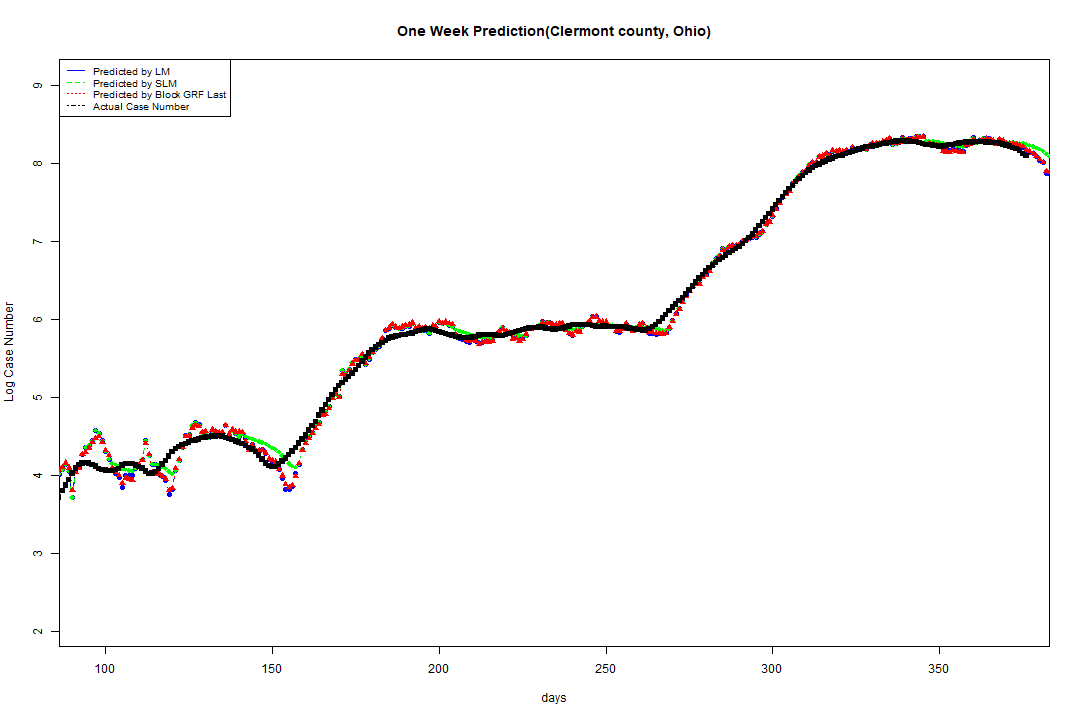 One Week Prediction(Clermont county, Ohio)
Predicted by LM
Predicted by SLM
Predicted by Block GRF Last
Actual Case Number
9
8
7
6
5
4
3
2
Log Case Number
100 150 200 250 300 350
days